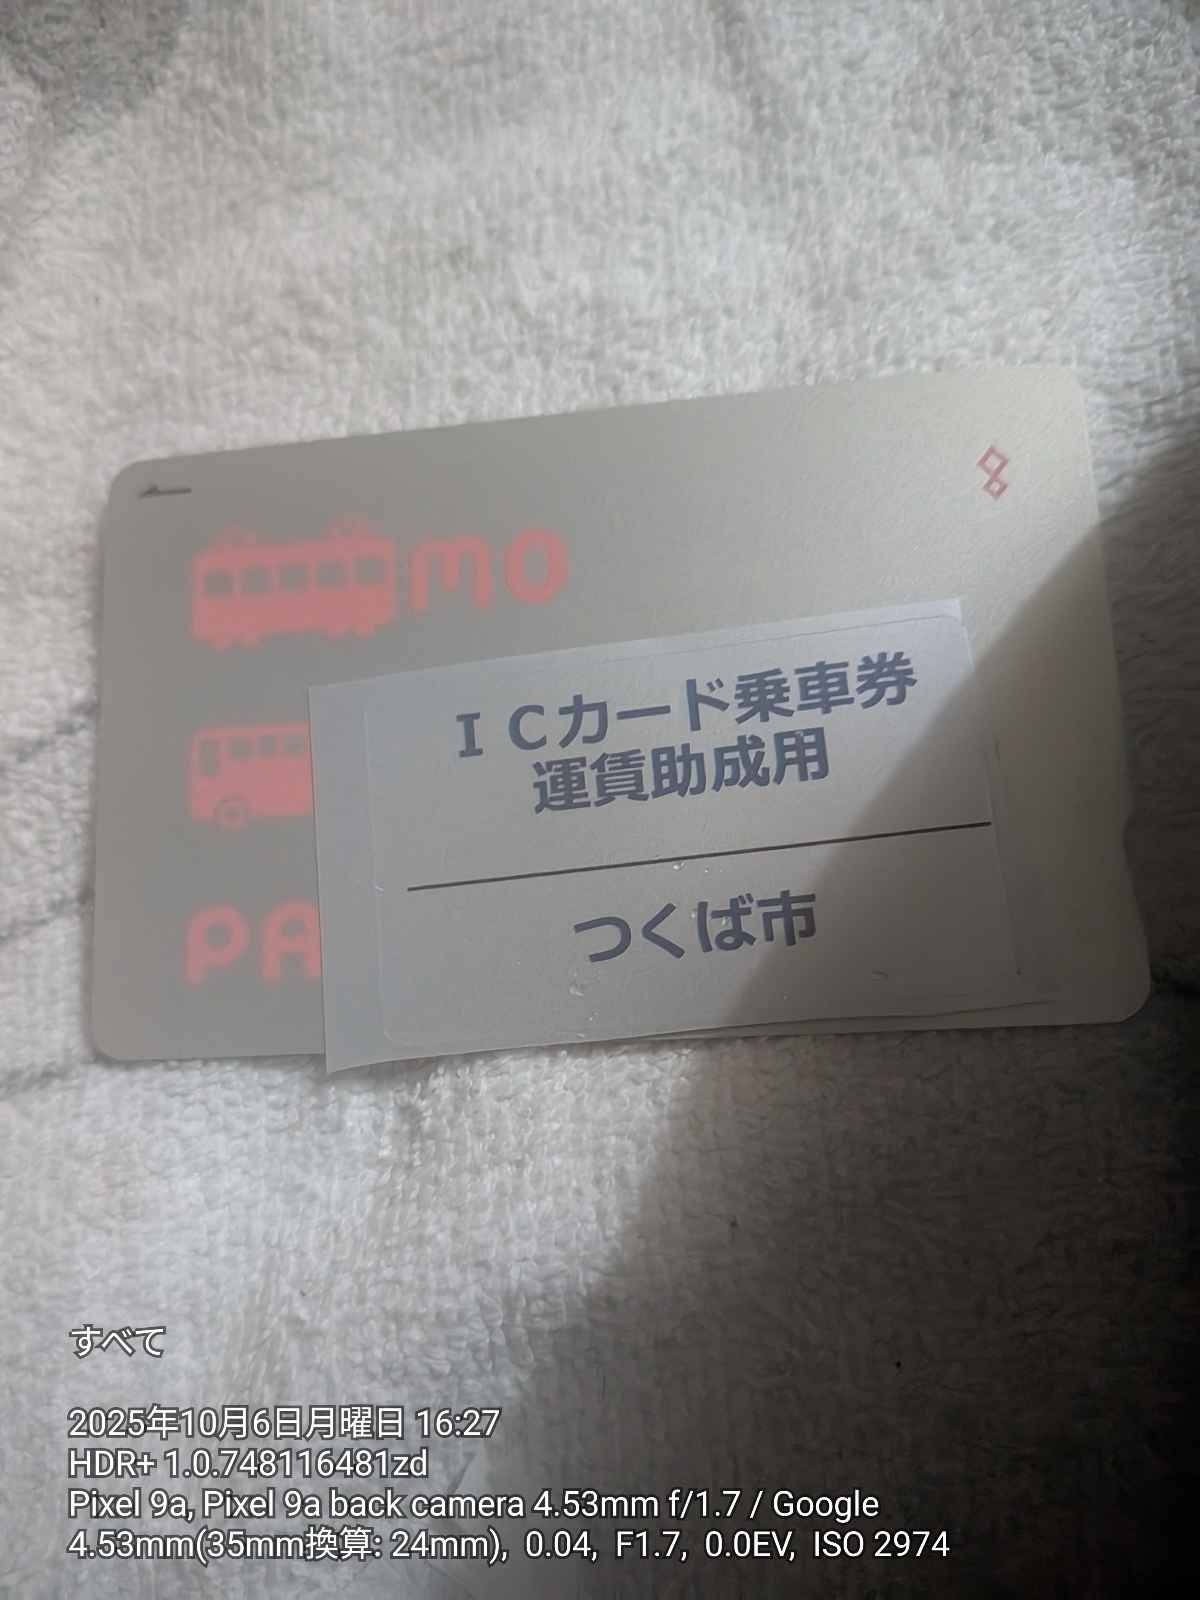 mo
PA
ＩＣカード乗車券
運賃助成用
つくば市
すべて
2025年10月6日月曜日 16:27
HDR+ 1.0.748116481zd
Pixel 9a, Pixel 9a back camera 4.53mm f/1.7 / Google
4.53mm(35mm換算: 24mm), 0.04, F1.7, 0.0EV, ISO 2974